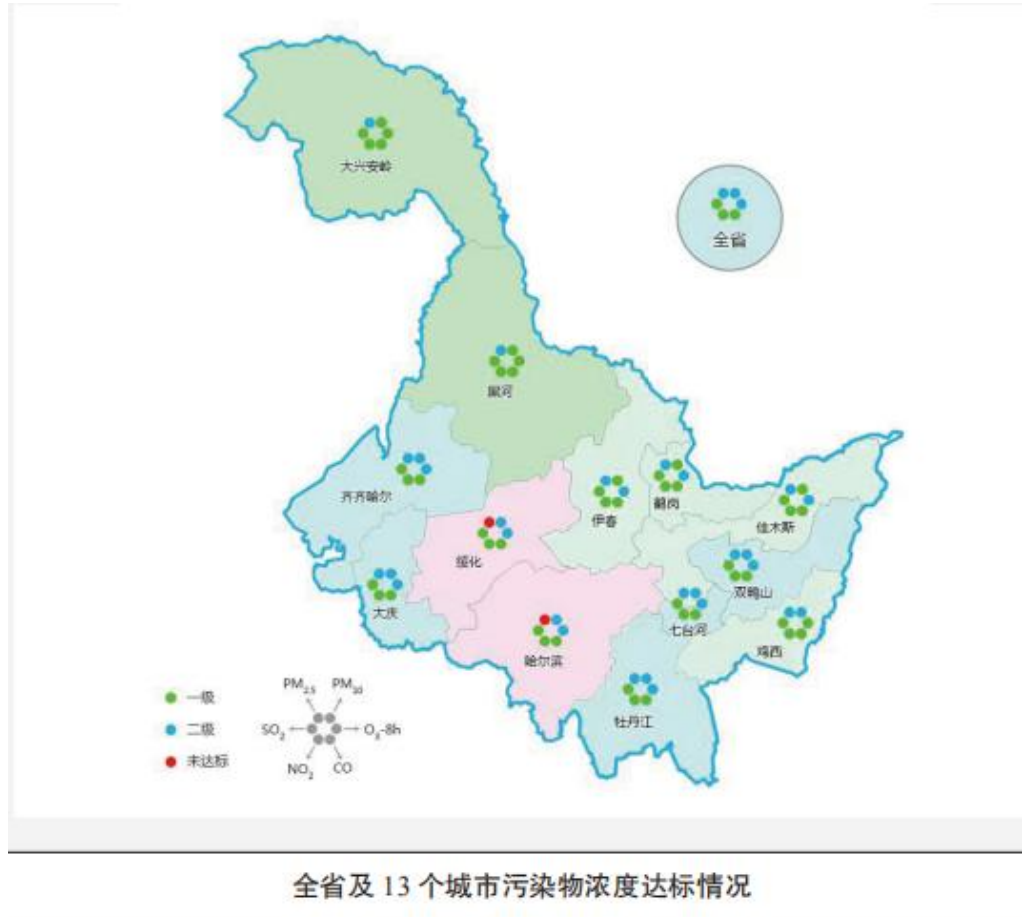 大兴安岭
全省
黑河
齐齐哈尔
伊春
鹤岗
佳木斯
绥化
大庆
双鸭山
七台河
鸡西
哈尔滨
牡丹江
一级
二级
未达标
PM2.5
PM10
SO2
O3-8h
NO2
CO
全省及 13 个城市污染物浓度达标情况